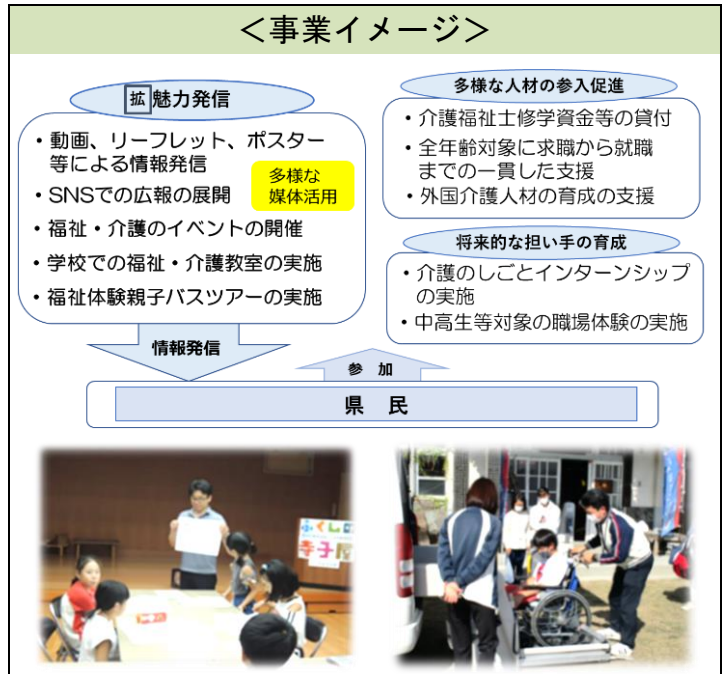 ＜事業イメージ＞
拡 魅力発信
・動画、リーフレット、ポスター
等による情報発信
・SNSでの広報の展開
多様な
媒体活用
・福祉・介護のイベントの開催
・学校での福祉・介護教室の実施
・福祉体験親子バスツアーの実施
多様な人材の参入促進
・介護福祉士修学資金等の貸付
・全年齢対象に求職から就職
までの一貫した支援
・外国介護人材の育成の支援
将来的な担い手の育成
・介護のしごとインターンシップ
の実施
・中高生等対象の職場体験の実施
情報発信
参 加
県 民
ふくしの
寺子屋